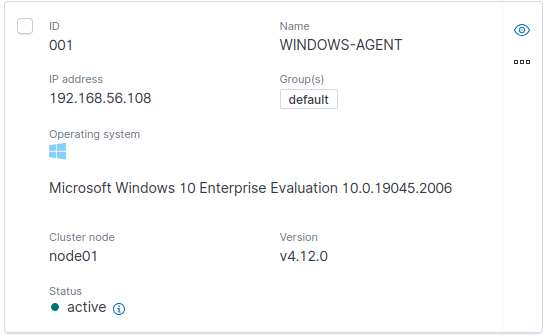 ID
Name
001
WINDOWS-AGENT
IP address
Group(s)
192.168.56.108
default
Operating system
Microsoft Windows 10 Enterprise Evaluation 10.0.19045.2006
Cluster node
Version
node01
v4.12.0
Status
active